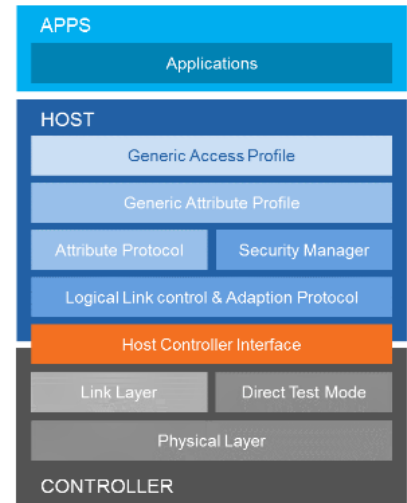 APPS
Applications
HOST
Generic Access Profile
Generic Attribute Profile
Attribute Protocol
Security Manager
Logical Link control & Adaption Protocol
Host Controller Interface
Link Layer
Direct Test Mode
Physical Layer
CONTROLLER